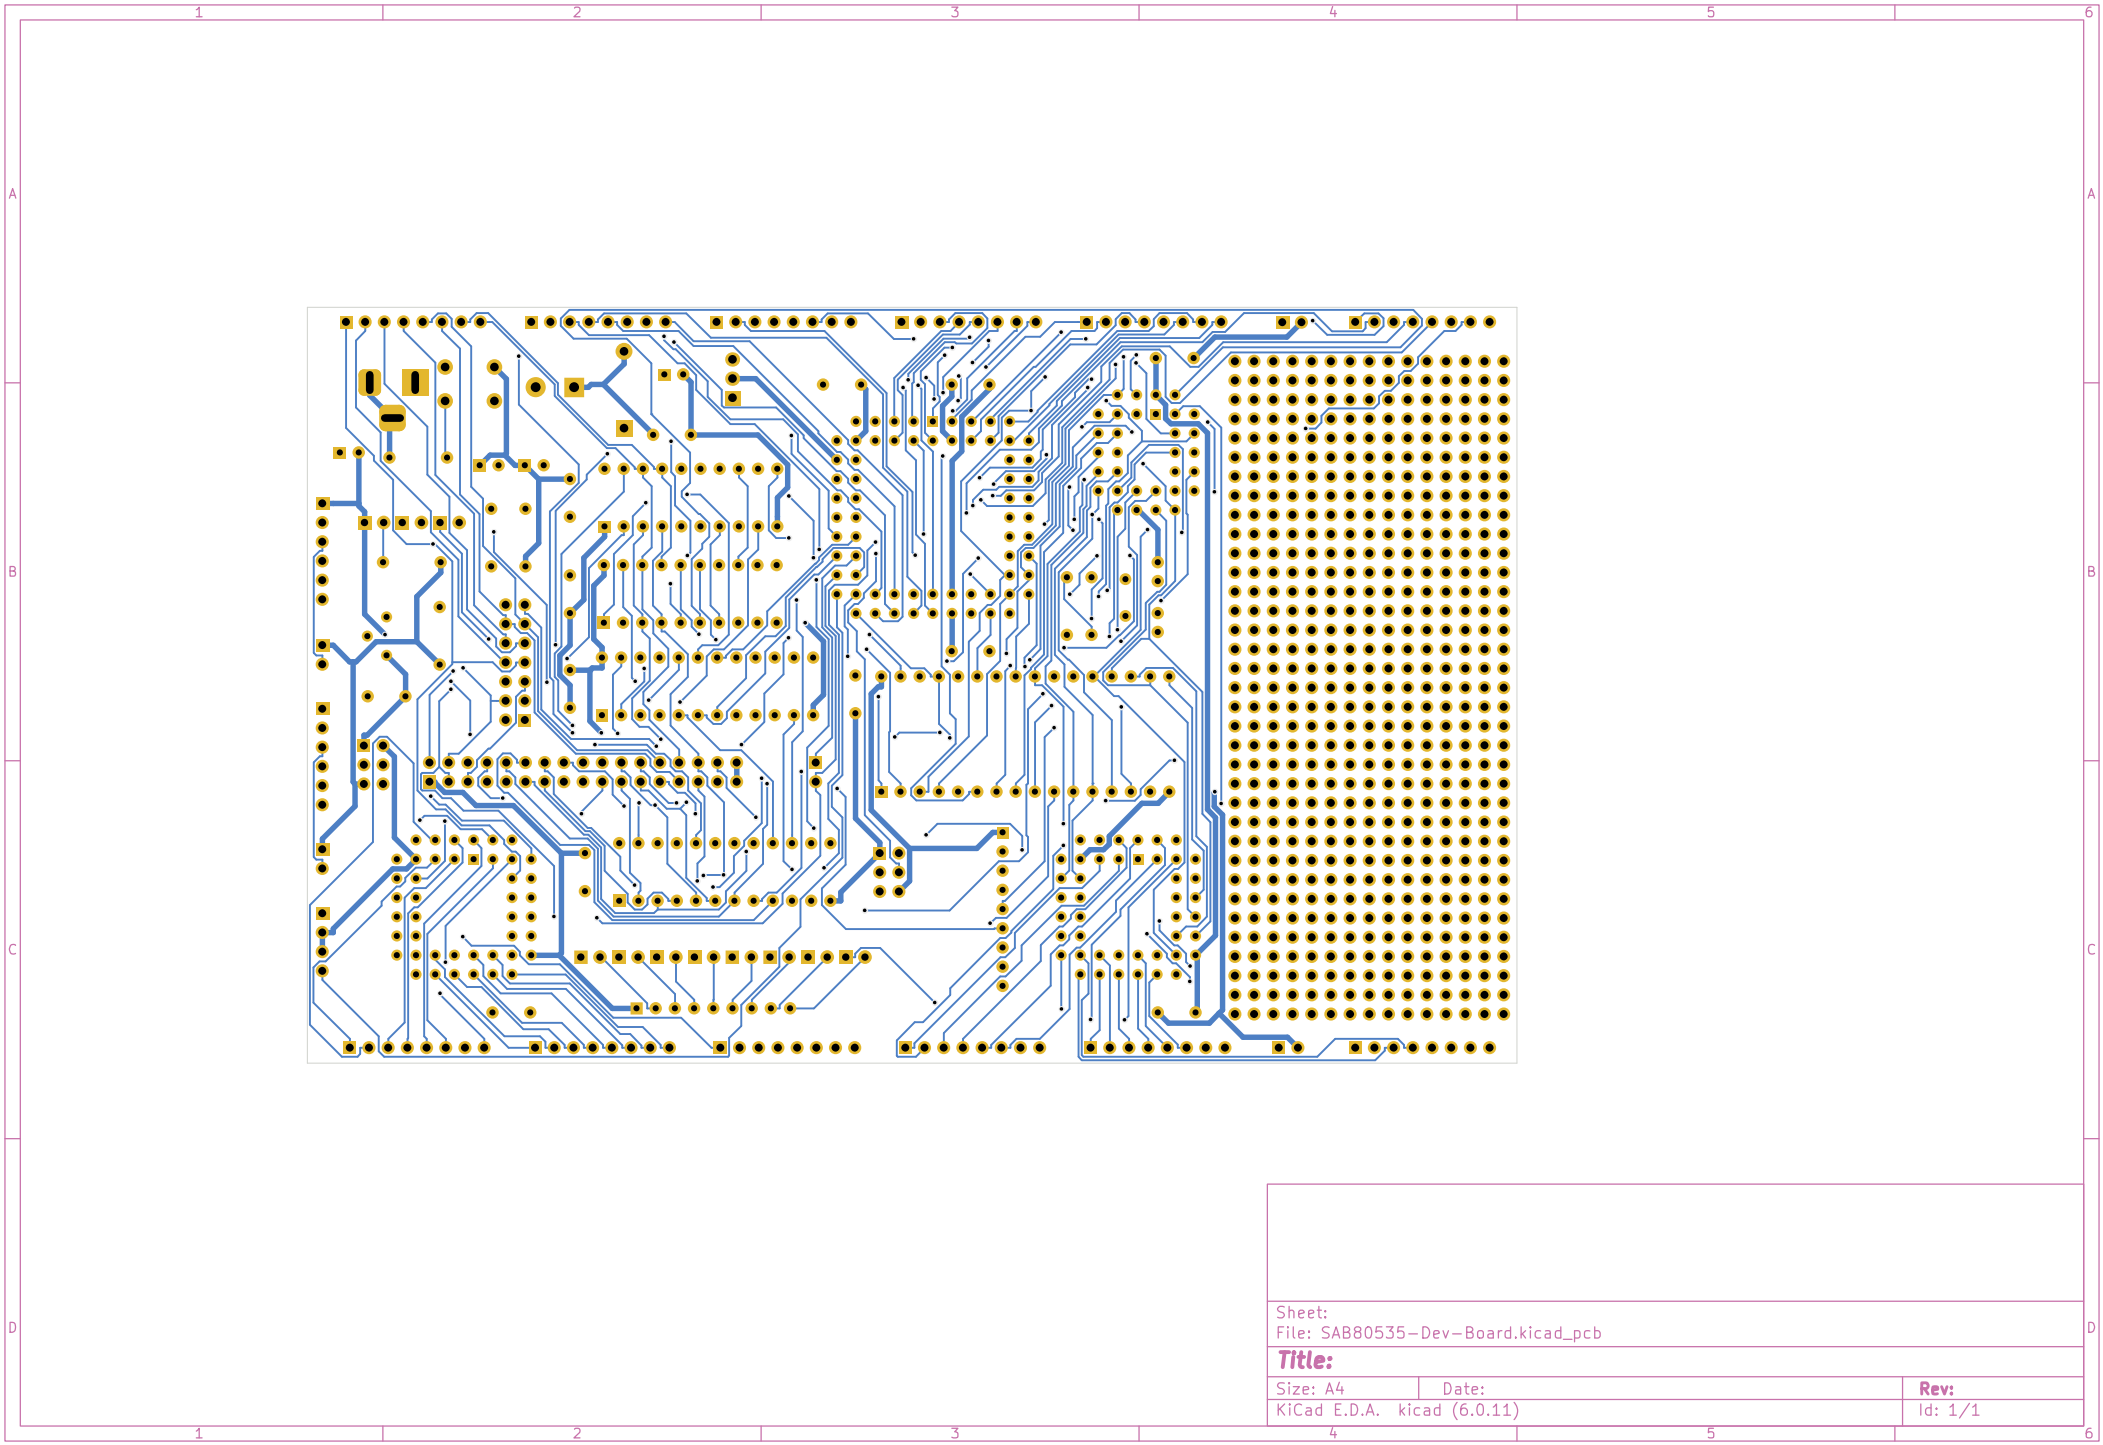 1 2 3 4 5 6
A A
B B
C C
D D
Sheet:
File: SAB80535-Dev-Board.kicad_pcb
Title:
Size: A4 Date: Rev:
KiCad E.D.A. kicad (6.0.11) Id: 1/1
1 2 3 4 5 6